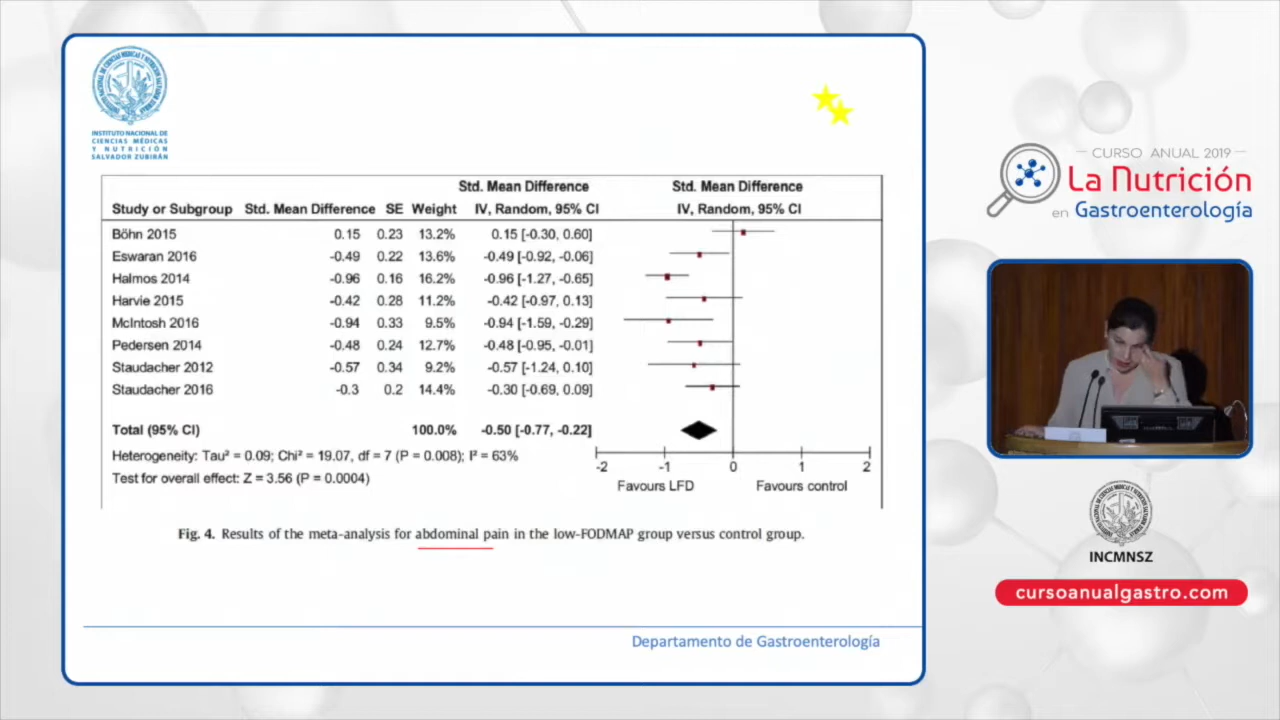 INSTITUTO NACIONAL DE
CIENCIAS MÉDICAS
Y NUTRICIÓN
SALVADOR ZUBIRÁN
Std. Mean Difference Std. Mean Difference
Study or Subgroup Std. Mean Difference SE Weight IV, Random, 95% CI IV, Random, 95% CI
Böhn 2015 0.15 0.23 13.2% 0.15 [-0.30, 0.60]
Eswaran 2016 -0.49 0.22 13.6% -0.49 [-0.92, -0.06]
Halmos 2014 -0.96 0.16 16.2% -0.96 [-1.27, -0.65]
Harvie 2015 -0.42 0.28 11.2% -0.42 [-0.97, 0.13]
McIntosh 2016 -0.94 0.33 9.5% -0.94 [-1.59, -0.29]
Pedersen 2014 -0.48 0.24 12.7% -0.48 [-0.95, -0.01]
Staudacher 2012 -0.57 0.34 9.2% -0.57 [-1.24, 0.10]
Staudacher 2016 -0.3 0.2 14.4% -0.30 [-0.69, 0.09]
Total (95% CI) 100.0% -0.50 [-0.77, -0.22]
Heterogeneity: Tau² = 0.09; Chi² = 19.07, df = 7 (P = 0.008); I² = 63%
Test for overall effect: Z = 3.56 (P = 0.0004)
-2 -1 0 1 2
Favours LFD Favours control
Fig. 4. Results of the meta-analysis for abdominal pain in the low-FODMAP group versus control group.
Departamento de Gastroenterología
CURSO ANUAL 2019
La Nutrición
en Gastroenterología
INCMNSZ
cursoanualgastro.com